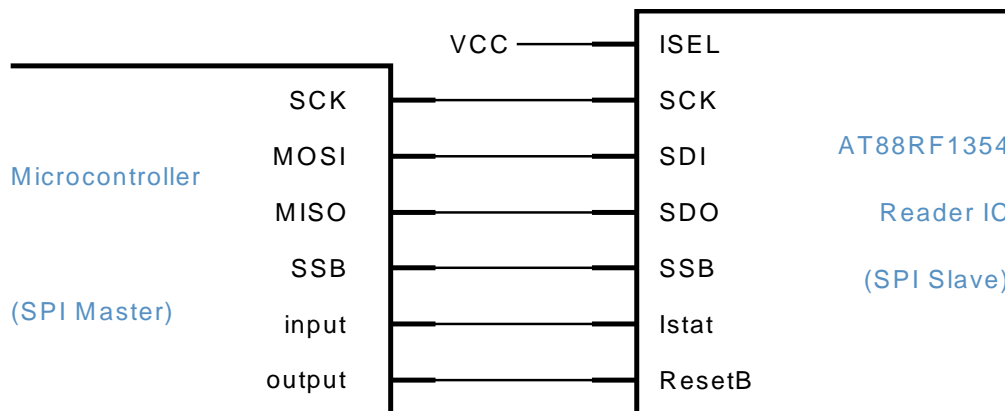 VCC ISEL
SCK SCK
MOSI SDI
AT88RF1354
Microcontroller
MISO SDO
Reader IC
SSB SSB
(SPI Slave)
(SPI Master)
input Istat
output ResetB